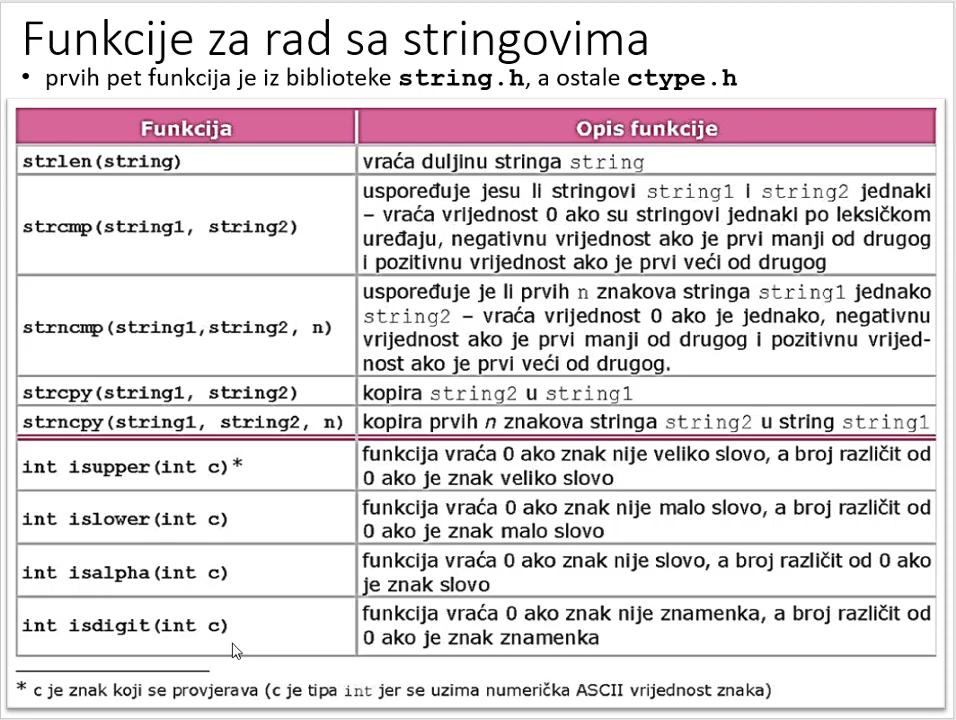 Funkcije za rad sa stringovima
• prvih pet funkcija je iz biblioteke string.h, a ostale ctype.h
Funkcija
Opis funkcije
strlen(string)
vraća duljinu stringa string
strcmp(string1, string2)
uspoređuje jesu li stringovi string1 i string2 jednaki
– vraća vrijednost 0 ako su stringovi jednaki po leksičkom
uređaju, negativnu vrijednost ako je prvi manji od drugog
i pozitivnu vrijednost ako je prvi veći od drugog
strncmp(string1,string2, n)
uspoređuje je li prvih n znakova stringa string1 jednako
string2 – vraća vrijednost 0 ako je jednako, negativnu
vrijednost ako je prvi manji od drugog i pozitivnu vrijed-
nost ako je prvi veći od drugog.
strcpy(string1, string2)
kopira string2 u string1
strncpy(string1, string2, n)
kopira prvih n znakova stringa string2 u string string1
int isupper(int c)*
funkcija vraća 0 ako znak nije veliko slovo, a broj različit od
0 ako je znak veliko slovo
int islower(int c)
funkcija vraća 0 ako znak nije malo slovo, a broj različit od
0 ako je znak malo slovo
int isalpha(int c)
funkcija vraća 0 ako znak nije slovo, a broj različit od 0 ako
je znak slovo
int isdigit(int c)
funkcija vraća 0 ako znak nije znamenka, a broj različit od
0 ako je znak znamenka
* c je znak koji se provjerava (c je tipa int jer se uzima numerička ASCII vrijednost znaka)